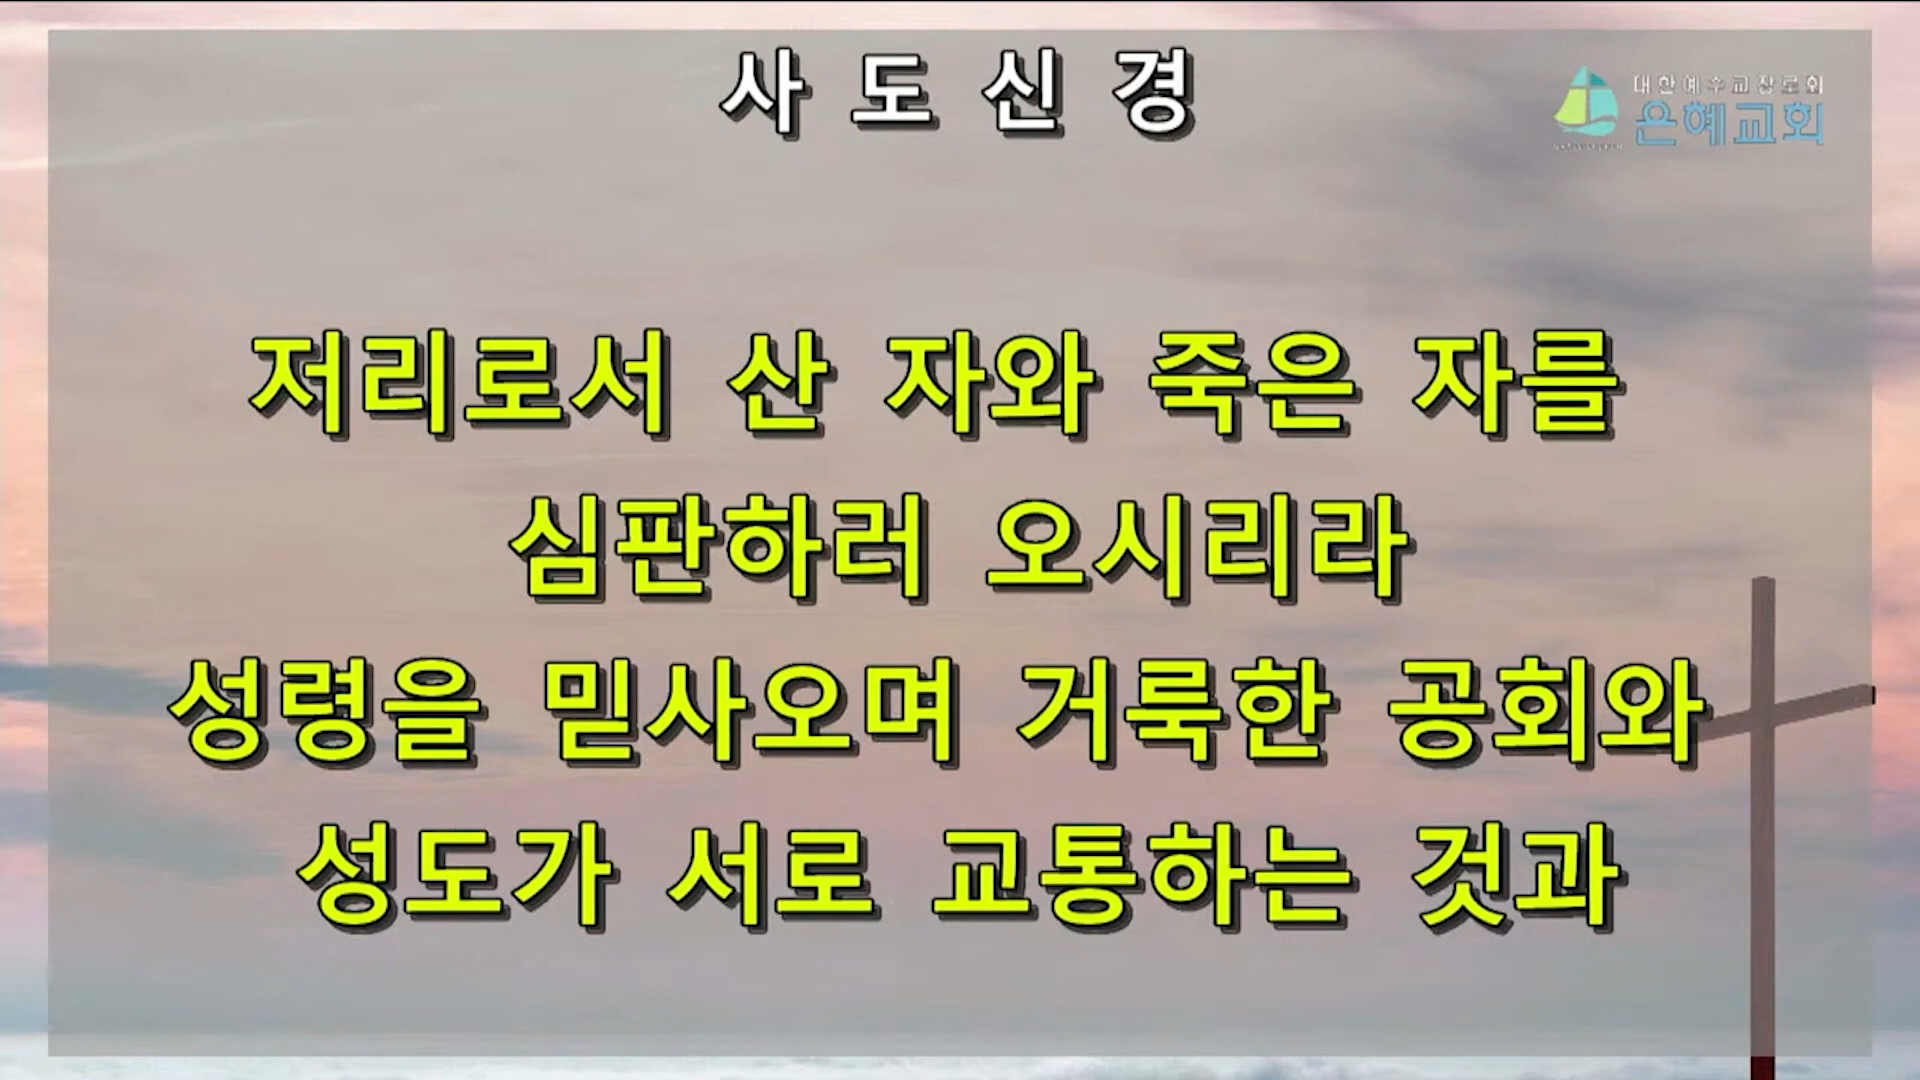 사 도 신 경
대한예수교장로회
은혜교회
저리로서 산 자와 죽은 자를
심판하러 오시리라
성령을 믿사오며 거룩한 공회와
성도가 서로 교통하는 것과